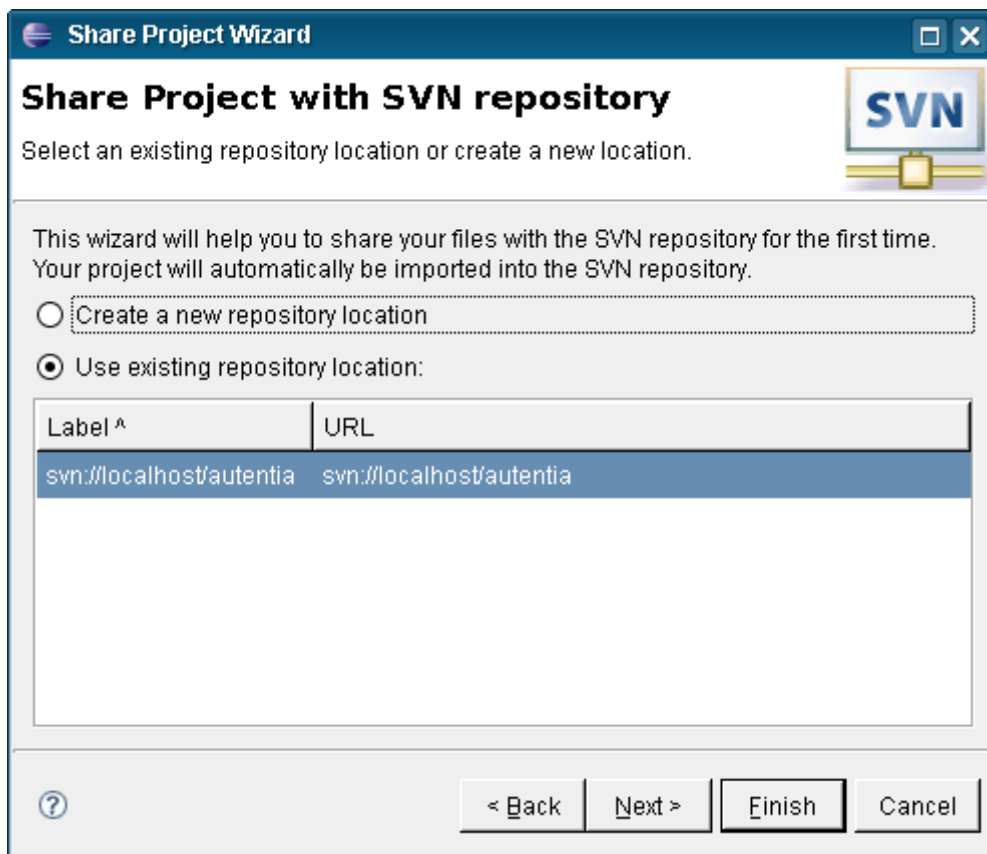 Share Project Wizard
Share Project with SVN repository
SVN
Select an existing repository location or create a new location.
This wizard will help you to share your files with the SVN repository for the first time.
Your project will automatically be imported into the SVN repository.
Create a new repository location
Use existing repository location:
Label ^ URL
svn://localhost/autentia svn://localhost/autentia
? < Back Next > Finish Cancel